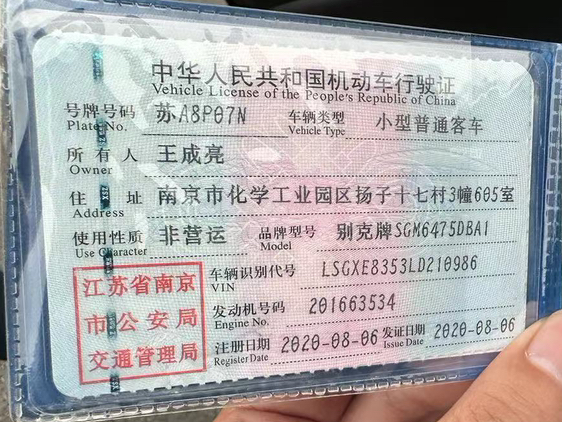 中华人民共和国机动车行驶证
Vehicle License of the People's Republic of China
号牌号码 苏A8P07N 车辆类型 小型普通客车
Plate No. Vehicle Type
所有人 王成亮
Owner
住址 南京市化学工业园区扬子十七村3幢605室
Address
使用性质 非营运 品牌型号 别克牌SGM6475DBA1
Use Character Model
车辆识别代号 LSGXE8353LD210986
VIN
发动机号码 201663534
Engine No.
注册日期 2020-08-06 发证日期 2020-08-06
Register Date Issue Date
江苏省南京
市公安局
交通管理局